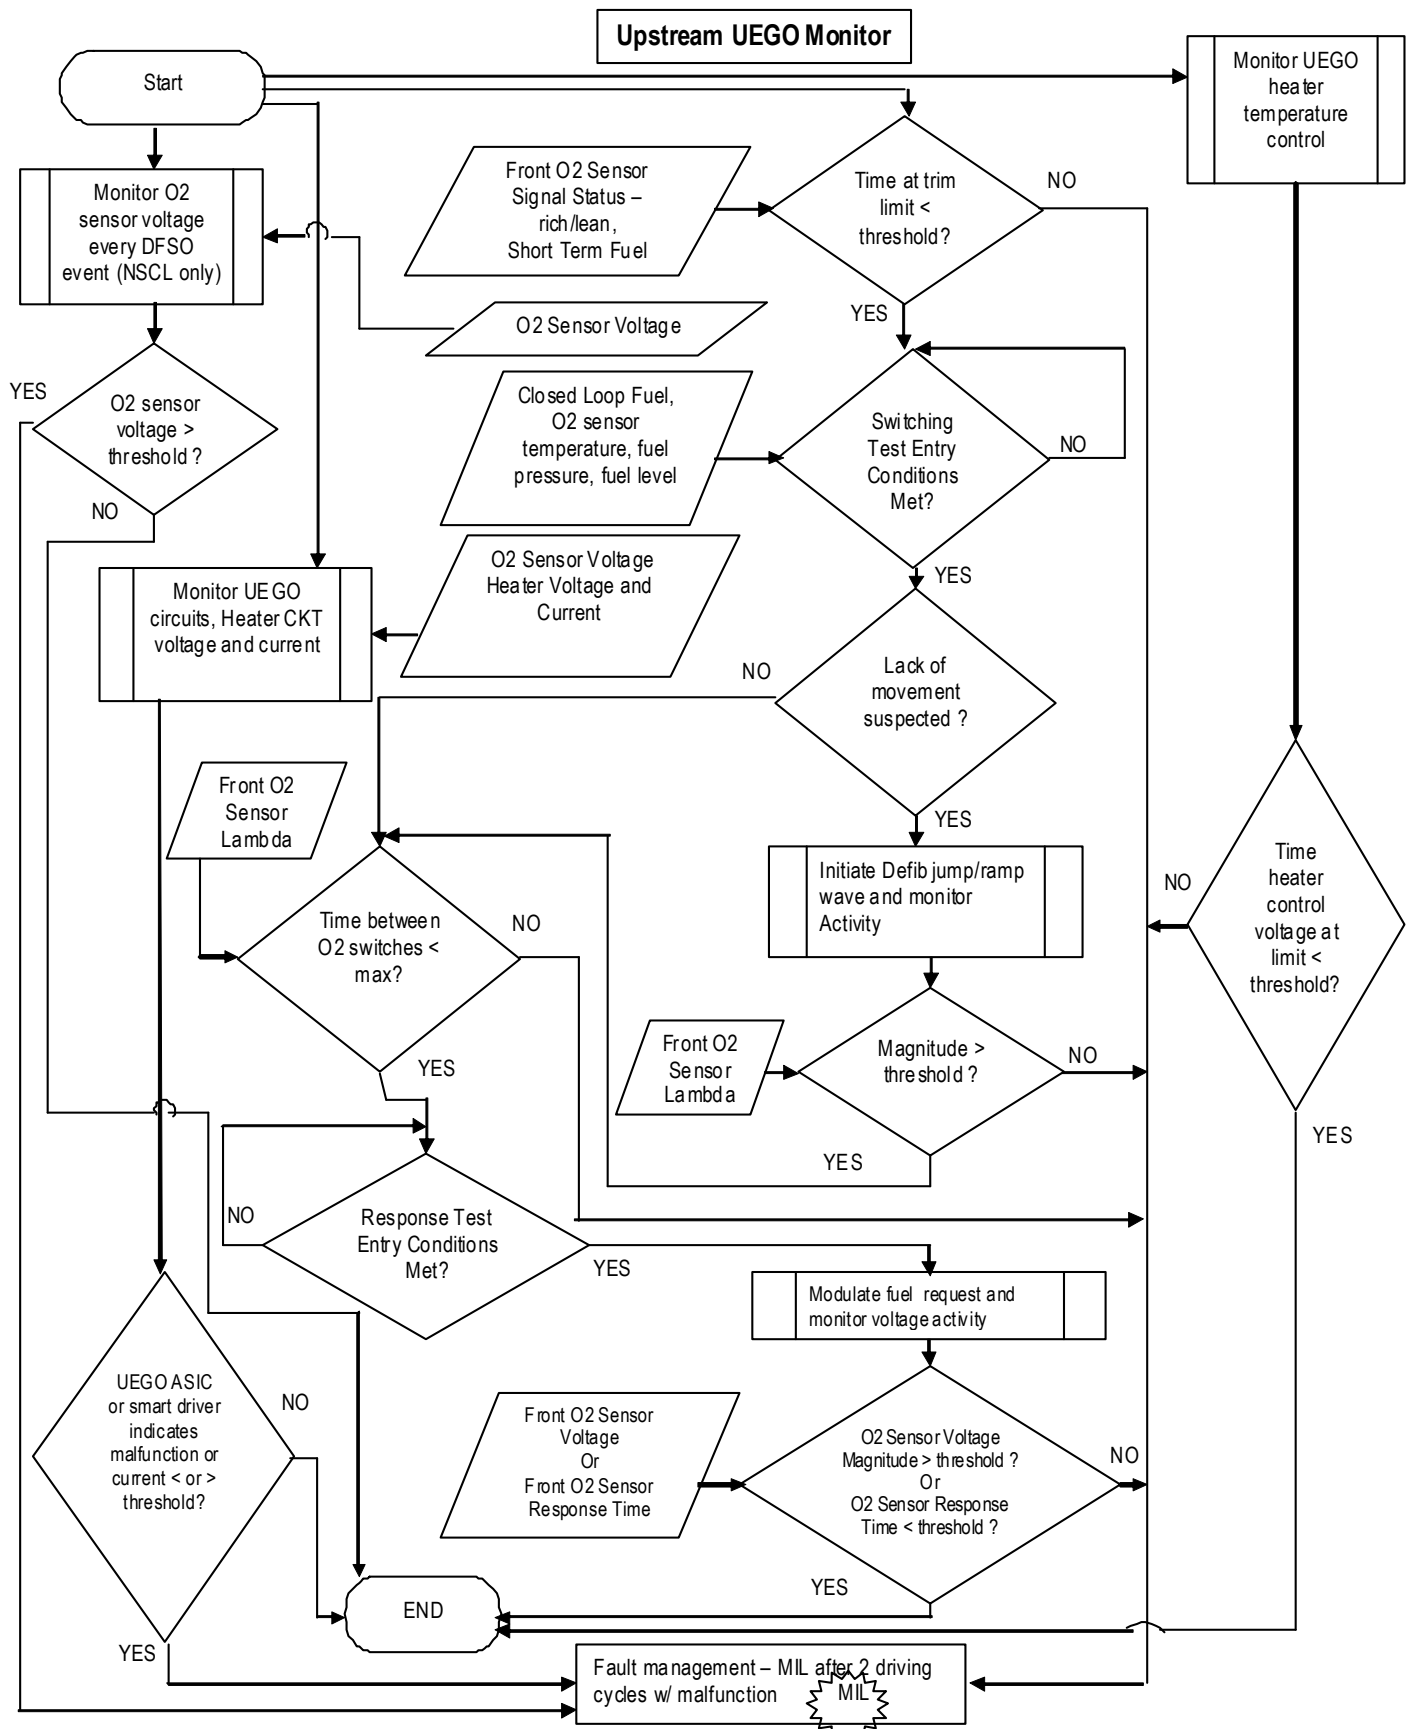 Upstream UEGO Monitor
Start
Monitor UEGO
heater
temperature
control
Monitor O2
sensor voltage
every DFSO
event (NSCL only)
Front O2 Sensor
Signal Status –
rich/lean,
Short Term Fuel
Time at trim
limit <
threshold?
NO
YES
O2 Sensor Voltage
YES
O2 sensor
voltage >
threshold ?
NO
Closed Loop Fuel,
O2 sensor
temperature, fuel
pressure, fuel level
Switching
Test Entry
Conditions
Met?
NO
YES
O2 Sensor Voltage
Heater Voltage and
Current
Monitor UEGO
circuits, Heater CKT
voltage and current
NO
Lack of
movement
suspected ?
YES
Front O2
Sensor
Lambda
Initiate Defib jump/ramp
wave and monitor
Activity
NO
Time
heater
control
voltage at
limit <
threshold?
YES
Time between
O2 switches <
max?
NO
YES
Front O2
Sensor
Lambda
Magnitude >
threshold ?
NO
YES
NO
Response Test
Entry Conditions
Met?
YES
Modulate fuel request and
monitor voltage activity
UEGO ASIC
or smart driver
indicates
malfunction or
current < or >
threshold?
NO
YES
Front O2 Sensor
Voltage
Or
Front O2 Sensor
Response Time
O2 Sensor Voltage
Magnitude > threshold ?
Or
O2 Sensor Response
Time < threshold ?
NO
YES
END
Fault management – MIL after 2 driving
cycles w/ malfunction
MIL